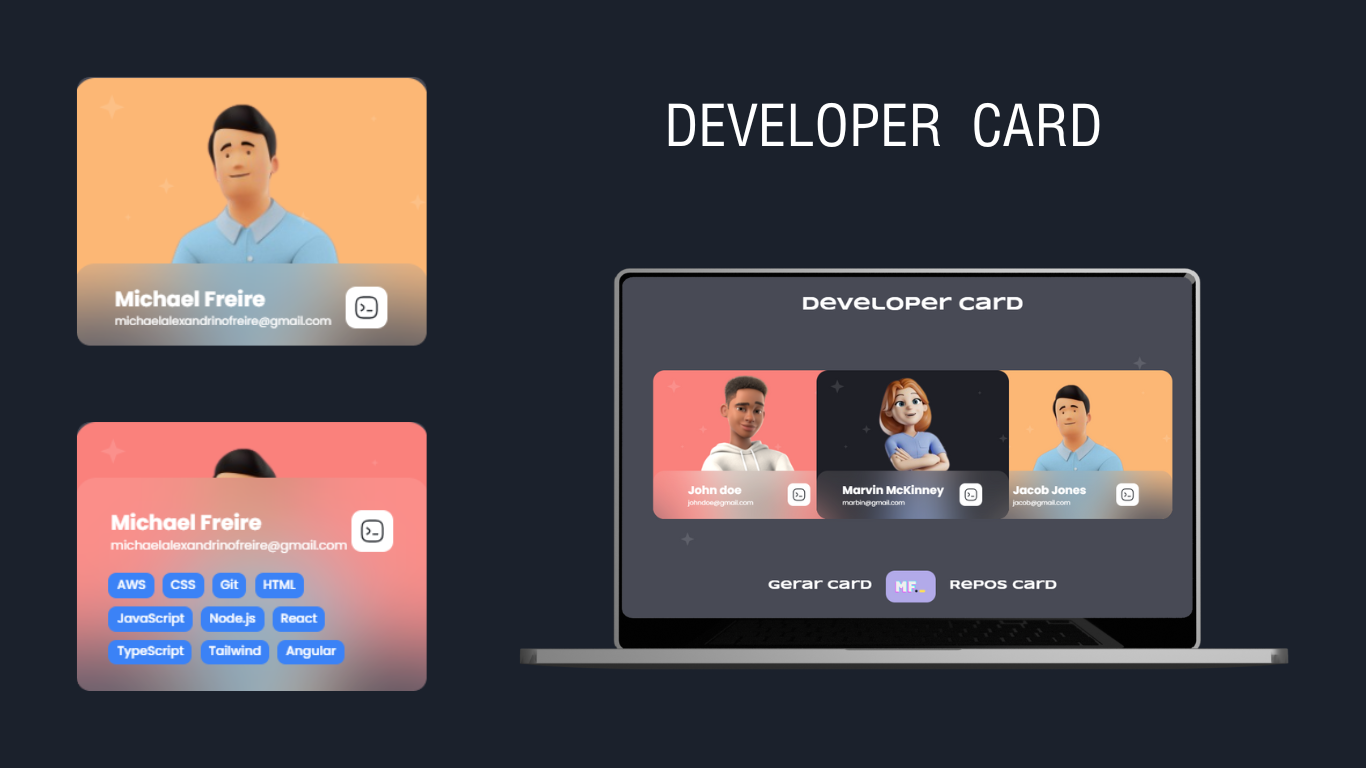 Michael Freire
michaelalexandrinofreire@gmail.com
Michael Freire
michaelalexandrinofreire@gmail.com
AWS CSS Git HTML
JavaScript Node.js React
TypeScript Tailwind Angular
DEVELOPER CARD
Developer Card
John doe
johndoe@gmail.com
Marvin McKinney
marbin@gmail.com
Jacob Jones
jacob@gmail.com
Gerar Card MF._ Repos Card